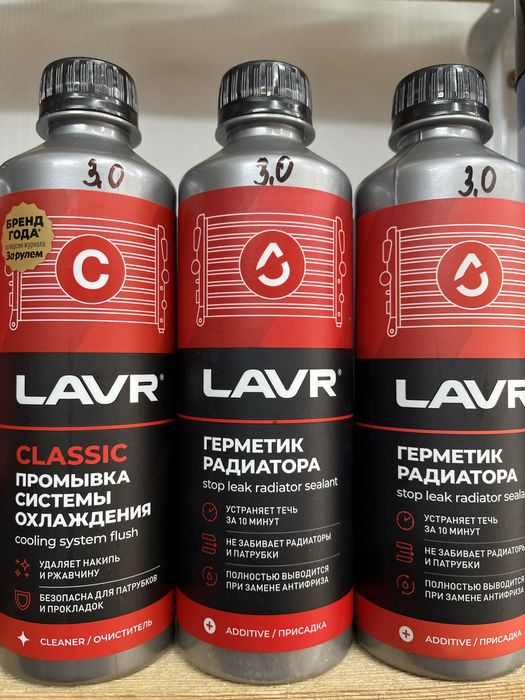 3,0
БРЕНД
ГОДА*
по версии журнала
За рулем
C
LAVR®
CLASSIC
ПРОМЫВКА
СИСТЕМЫ
ОХЛАЖДЕНИЯ
cooling system flush
УДАЛЯЕТ НАКИПЬ
И РЖАВЧИНУ
БЕЗОПАСНА ДЛЯ ПАТРУБКОВ
И ПРОКЛАДОК
CLEANER / ОЧИСТИТЕЛЬ
3,0
LAVR®
ГЕРМЕТИК
РАДИАТОРА
stop leak radiator sealant
УСТРАНЯЕТ ТЕЧЬ
ЗА 10 МИНУТ
НЕ ЗАБИВАЕТ РАДИАТОРЫ
И ПАТРУБКИ
ПОЛНОСТЬЮ ВЫВОДИТСЯ
ПРИ ЗАМЕНЕ АНТИФРИЗА
ADDITIVE / ПРИСАДКА
3,0
LAVR
ГЕРМЕТИК
РАДИАТОРА
stop leak radiator seala
УСТРАНЯЕТ ТЕЧЬ
ЗА 10 МИНУТ
НЕ ЗАБИВАЕТ РАДИАТОРЫ
И ПАТРУБКИ
ПОЛНОСТЬЮ ВЫВОДИТСЯ
ПРИ ЗАМЕНЕ АНТИФРИЗА
ADDITIVE / ПРИСАДКА